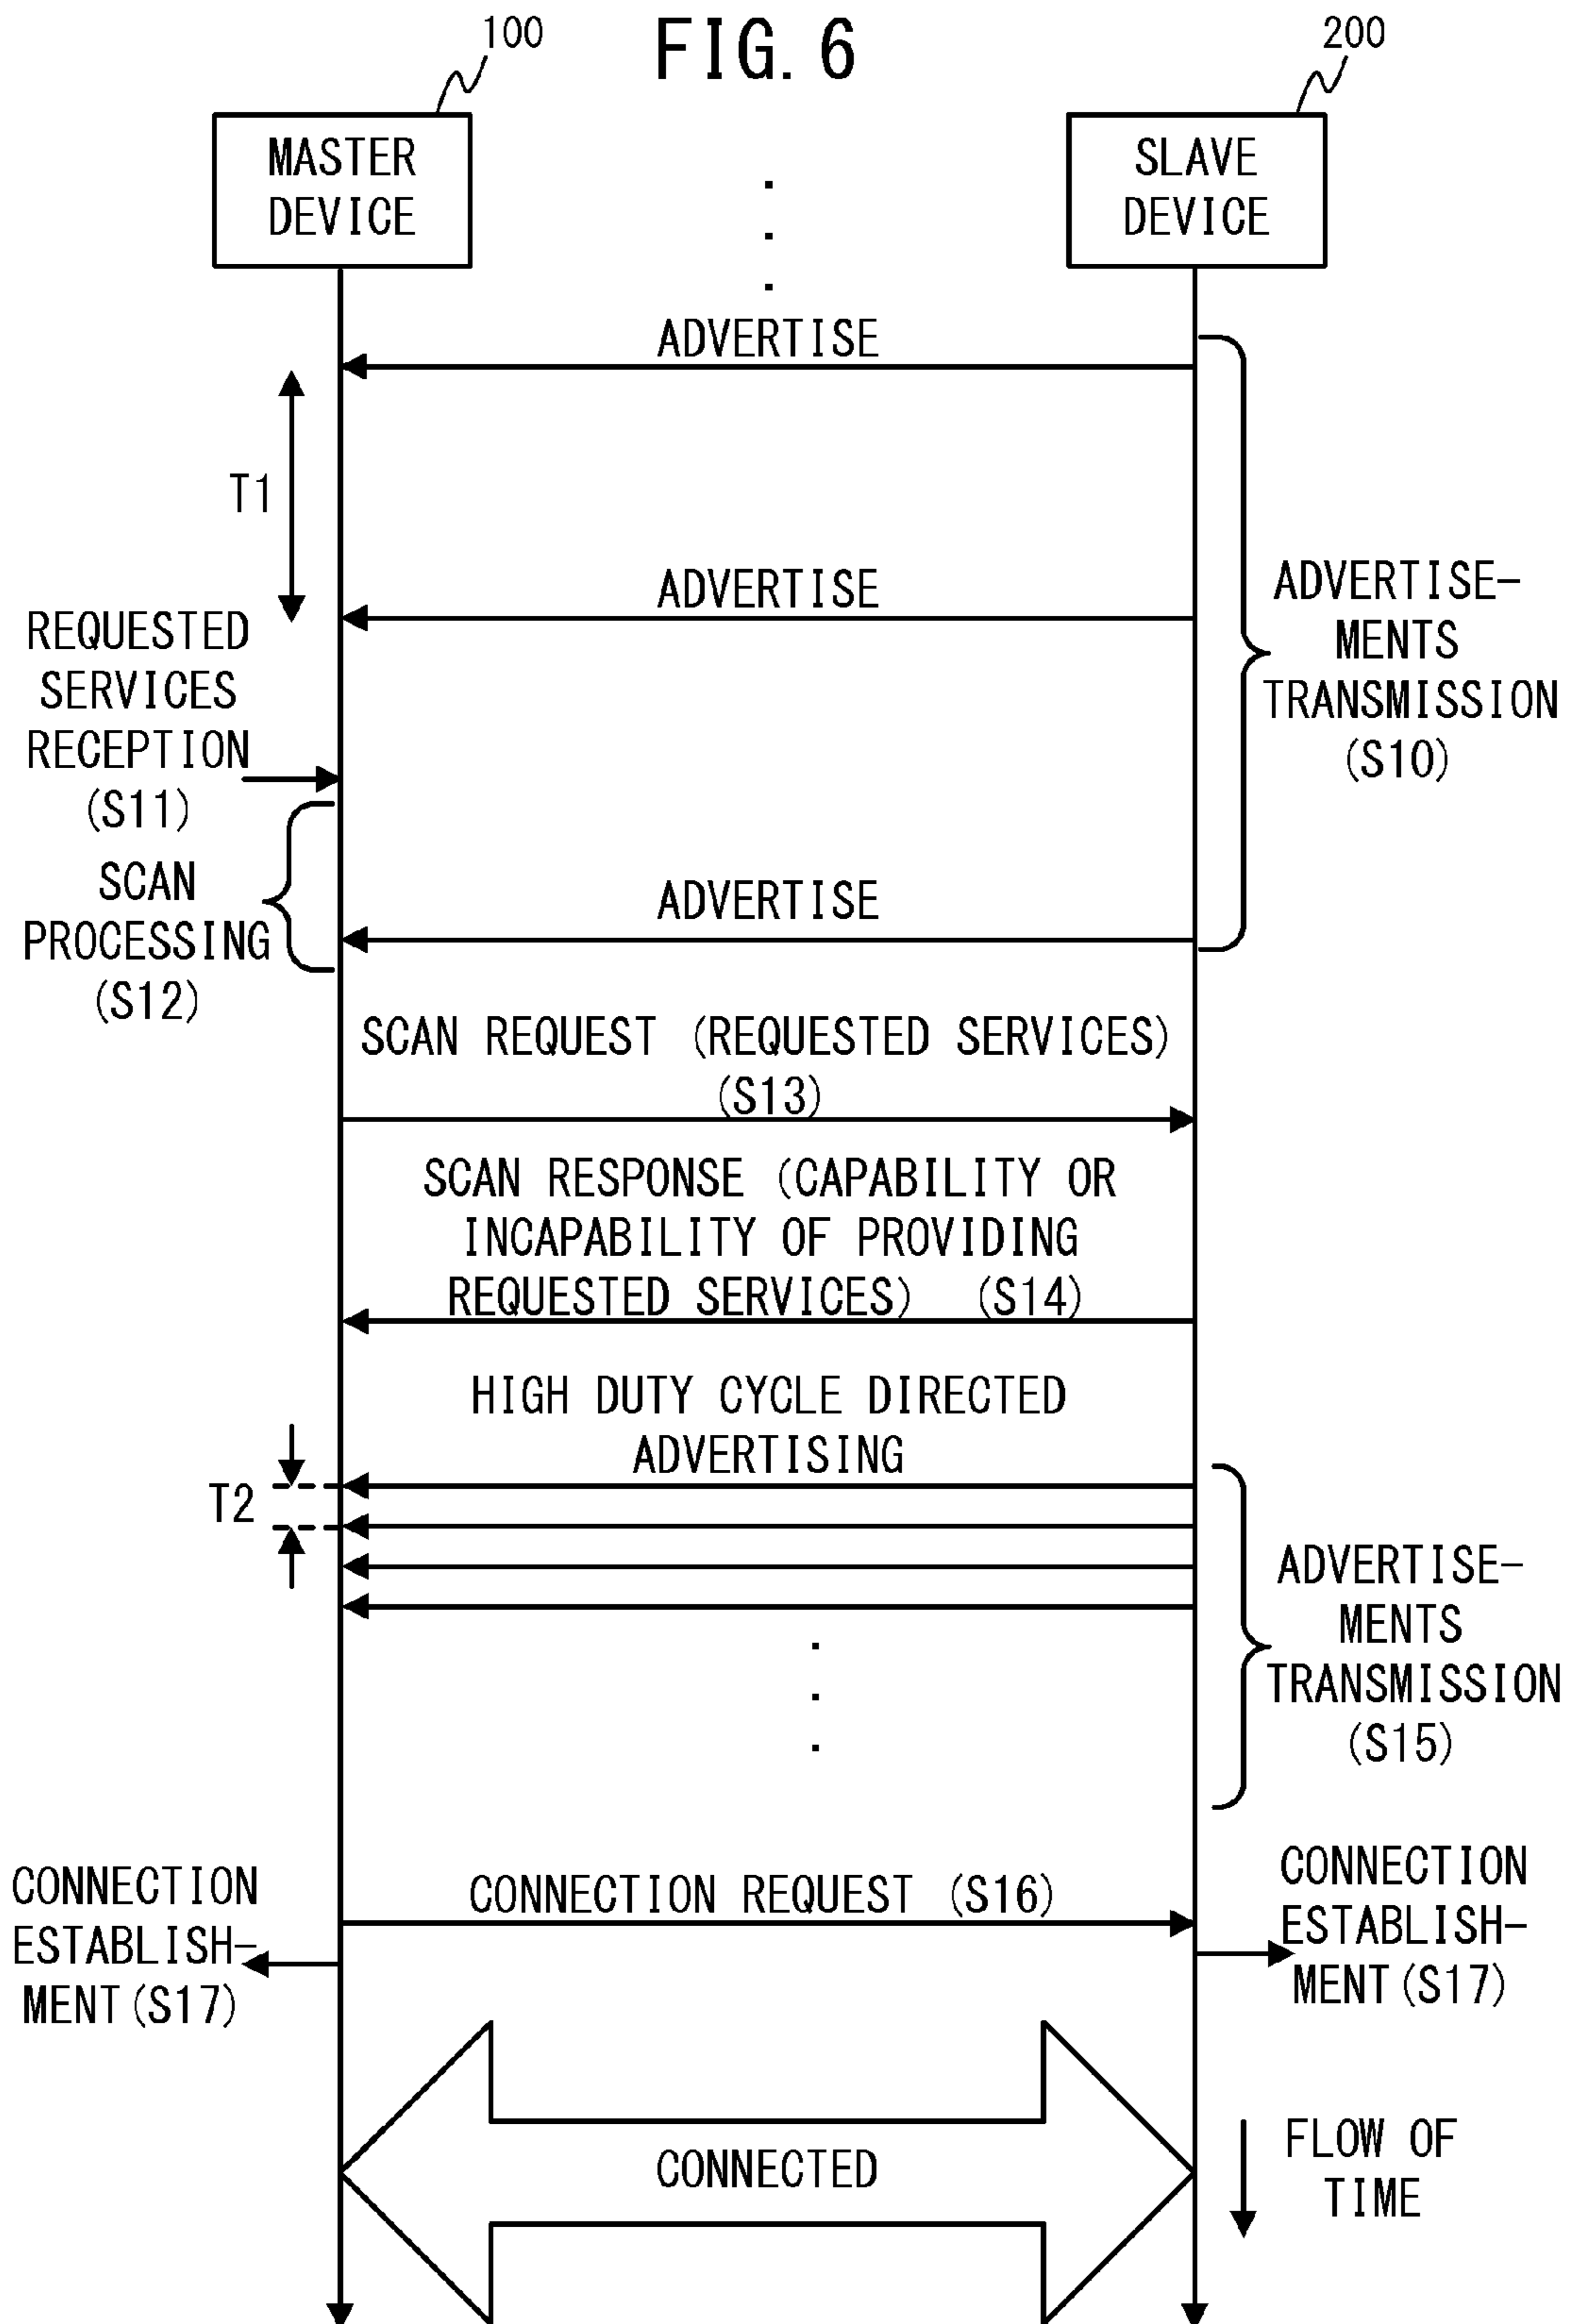 FIG. 6
100
200
MASTER
DEVICE
SLAVE
DEVICE
ADVERTISE
T1
ADVERTISE
REQUESTED
SERVICES
RECEPTION
(S11)
ADVERTISE-
MENTS
TRANSMISSION
(S10)
SCAN
PROCESSING
(S12)
ADVERTISE
SCAN REQUEST (REQUESTED SERVICES)
(S13)
SCAN RESPONSE (CAPABILITY OR
INCAPABILITY OF PROVIDING
REQUESTED SERVICES) (S14)
HIGH DUTY CYCLE DIRECTED
ADVERTISING
T2
ADVERTISE-
MENTS
TRANSMISSION
(S15)
CONNECTION REQUEST (S16)
CONNECTION
ESTABLISH-
MENT(S17)
CONNECTION
ESTABLISH-
MENT(S17)
CONNECTED
FLOW OF
TIME